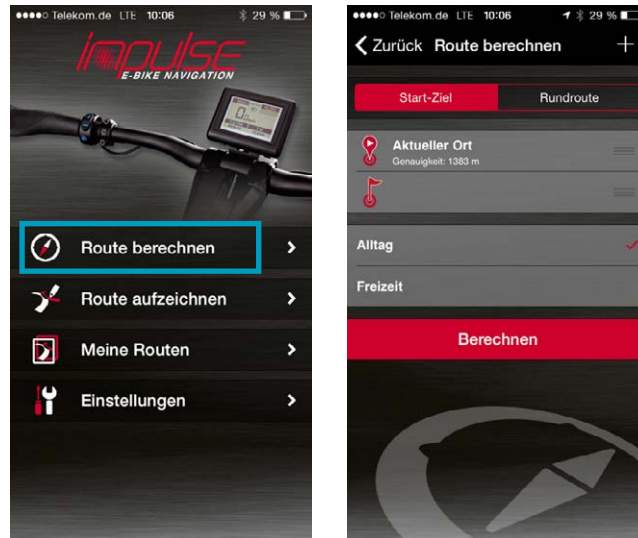 ●●●●○ Telekom.de LTE 10:06 29 %
impulse
E-BIKE NAVIGATION
Route berechnen
Route aufzeichnen
Meine Routen
Einstellungen
●●●●○ Telekom.de LTE 10:06 29 %
Zurück Route berechnen +
Start-Ziel Rundroute
Aktueller Ort
Genauigkeit: 1383 m
Alltag
Freizeit
Berechnen